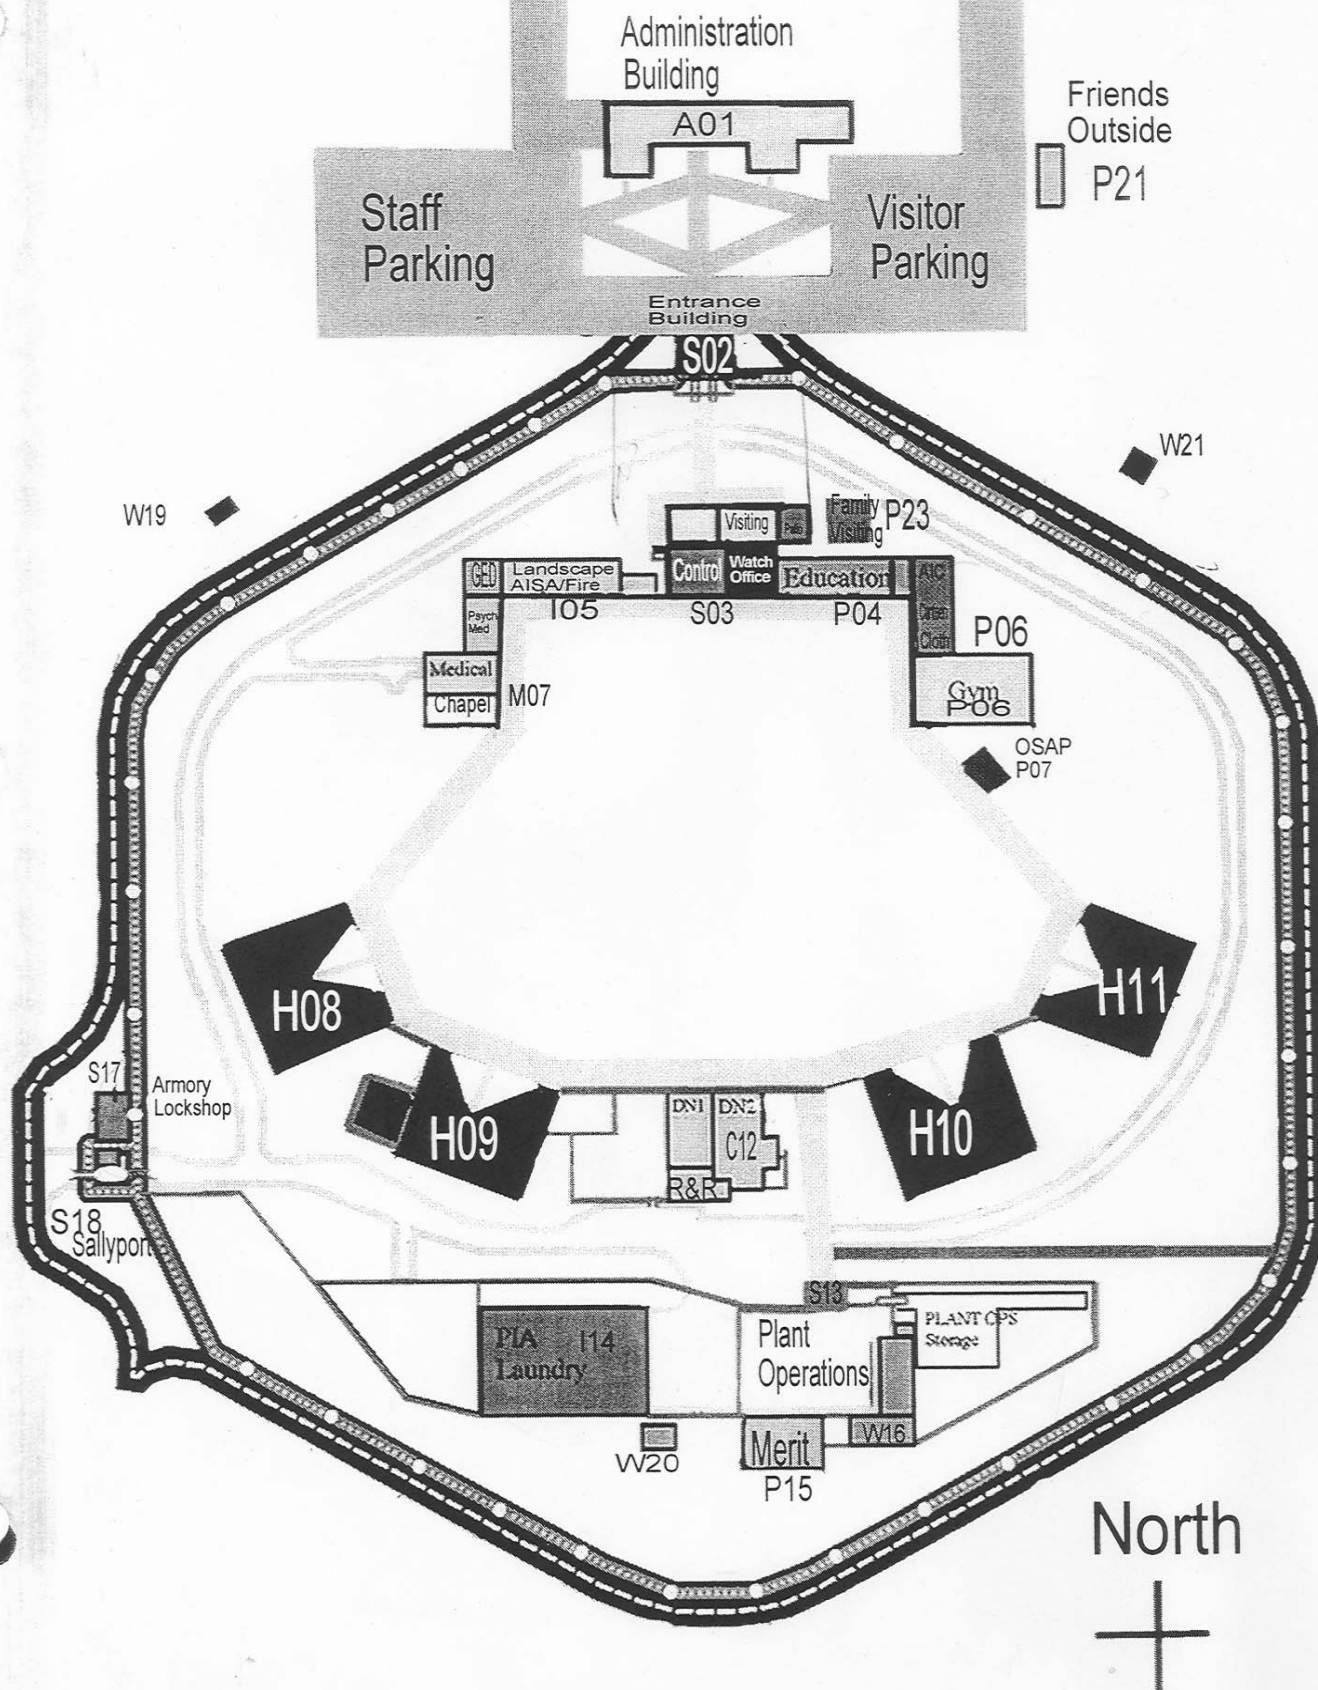 Administration
Building
A01
Friends
Outside
P21
Staff
Parking
Visitor
Parking
Entrance
Building
S02
W21
W19
Visiting
Family
Visiting
P23
GED
Landscape
AISA/Fire
Control
Watch
Office
Education
AIC
I05
S03
P04
Psych
Med
P06
Medical
Chapel
M07
Gym
P06
OSAP
P07
H08
H11
S17
Armory
Lockshop
H09
DN1
DN2
C12
R&R
H10
S18
Sallyport
S13
PIA
I14
Laundry
Plant
Operations
PLANT OPS
Storage
W20
Merit
P15
W16
North